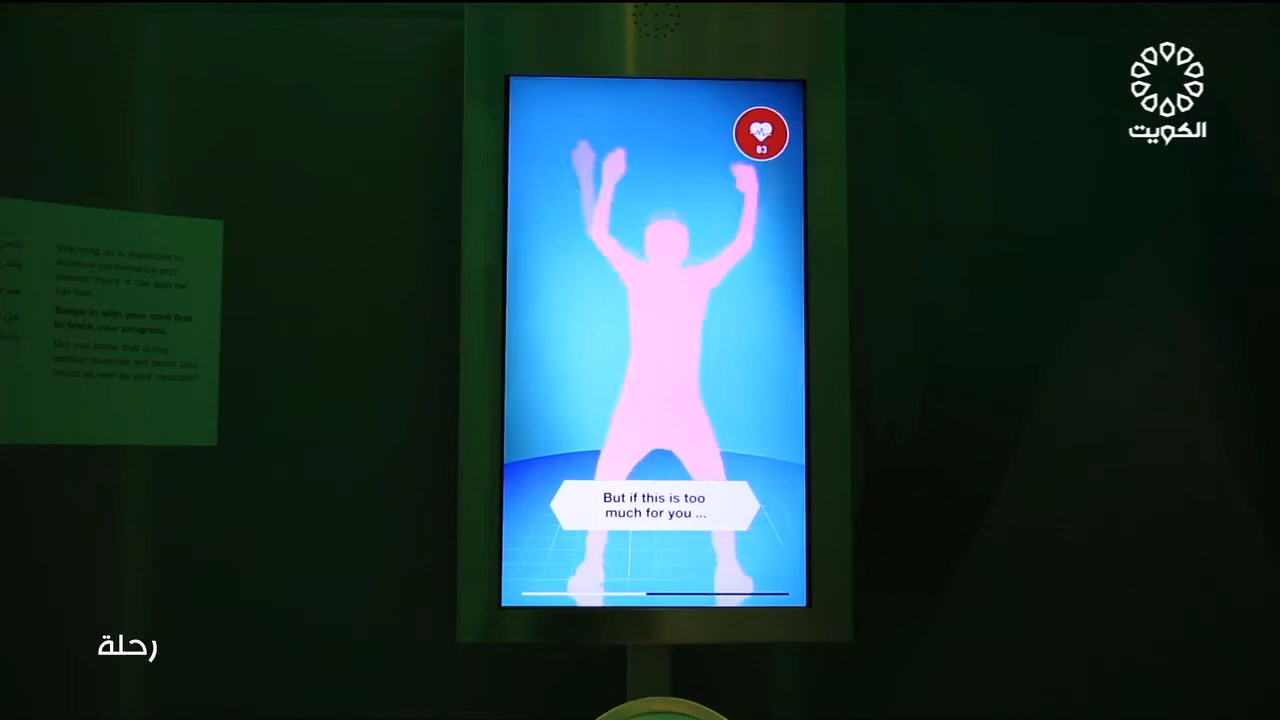 الكويت
83
Warming up is important to
improve performance and
prevent injury. It can also be
fun too!
Swipe in with your card first
to track your progress.
Did you know that doing
aerobic exercise will boost your
mood as well as your muscles?
But if this is too
much for you ...
رحلة